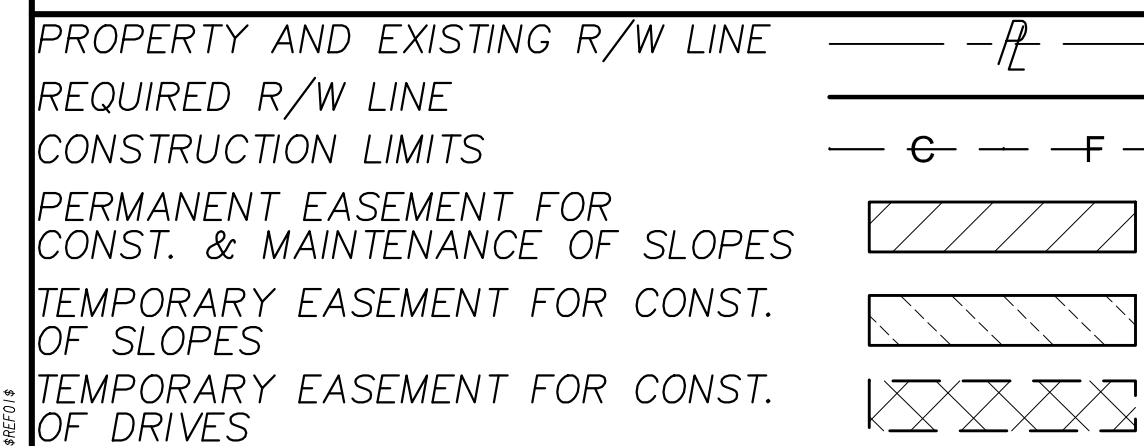 PROPERTY AND EXISTING R/W LINE
PL
REQUIRED R/W LINE
CONSTRUCTION LIMITS
C F
PERMANENT EASEMENT FOR
CONST. & MAINTENANCE OF SLOPES
TEMPORARY EASEMENT FOR CONST.
OF SLOPES
TEMPORARY EASEMENT FOR CONST.
OF DRIVES
$REF01$